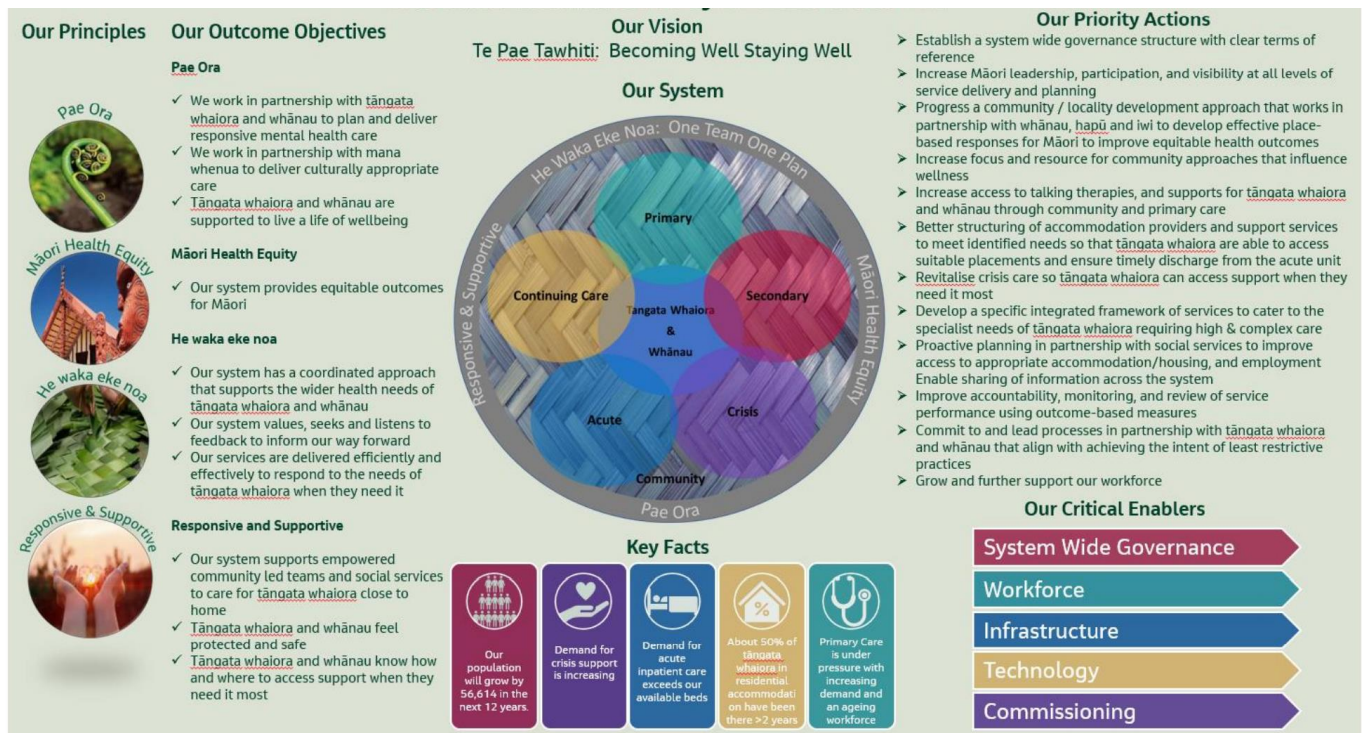 Our Principles
Pae Ora
Māori Health Equity
He waka eke noa
Responsive & Supportive
Our Outcome Objectives
Pae Ora
✓ We work in partnership with tāngata
whaiora and whānau to plan and deliver
responsive mental health care
✓ We work in partnership with mana
whenua to deliver culturally appropriate
care
✓ Tāngata whaiora and whānau are
supported to live a life of wellbeing
Māori Health Equity
✓ Our system provides equitable outcomes
for Māori
He waka eke noa
✓ Our system has a coordinated approach
that supports the wider health needs of
tāngata whaiora and whānau
✓ Our system values, seeks and listens to
feedback to inform our way forward
✓ Our services are delivered efficiently and
effectively to respond to the needs of
tāngata whaiora when they need it
Responsive and Supportive
✓ Our system supports empowered
community led teams and social services
to care for tāngata whaiora close to
home
✓ Tāngata whaiora and whānau feel
protected and safe
✓ Tāngata whaiora and whānau know how
and where to access support when they
need it most
Our Vision
Te Pae Tawhiti: Becoming Well Staying Well
Our System
He Waka Eke Noa: One Team One Plan
Responsive & Supportive
Māori Health Equity
Pae Ora
Primary
Continuing Care
Secondary
Tangata Whaiora
&
Whānau
Acute
Crisis
Community
Key Facts
Our
population
will grow by
56,614 in the
next 12 years.
Demand for
crisis support
is increasing
Demand for
acute
inpatient care
exceeds our
available beds
%
About 50% of
tāngata
whaiora in
residential
accommodati
on have been
there >2 years
Primary Care
is under
pressure with
increasing
demand and
an ageing
workforce
Our Priority Actions
➢ Establish a system wide governance structure with clear terms of
reference
➢ Increase Māori leadership, participation, and visibility at all levels of
service delivery and planning
➢ Progress a community / locality development approach that works in
partnership with whānau, hapū and iwi to develop effective place-
based responses for Māori to improve equitable health outcomes
➢ Increase focus and resource for community approaches that influence
wellness
➢ Increase access to talking therapies, and supports for tāngata whaiora
and whānau through community and primary care
➢ Better structuring of accommodation providers and support services
to meet identified needs so that tāngata whaiora are able to access
suitable placements and ensure timely discharge from the acute unit
➢ Revitalise crisis care so tāngata whaiora can access support when they
need it most
➢ Develop a specific integrated framework of services to cater to the
specialist needs of tāngata whaiora requiring high & complex care
➢ Proactive planning in partnership with social services to improve
access to appropriate accommodation/housing, and employment
Enable sharing of information across the system
➢ Improve accountability, monitoring, and review of service
performance using outcome-based measures
➢ Commit to and lead processes in partnership with tāngata whaiora
and whānau that align with achieving the intent of least restrictive
practices
➢ Grow and further support our workforce
Our Critical Enablers
System Wide Governance
Workforce
Infrastructure
Technology
Commissioning